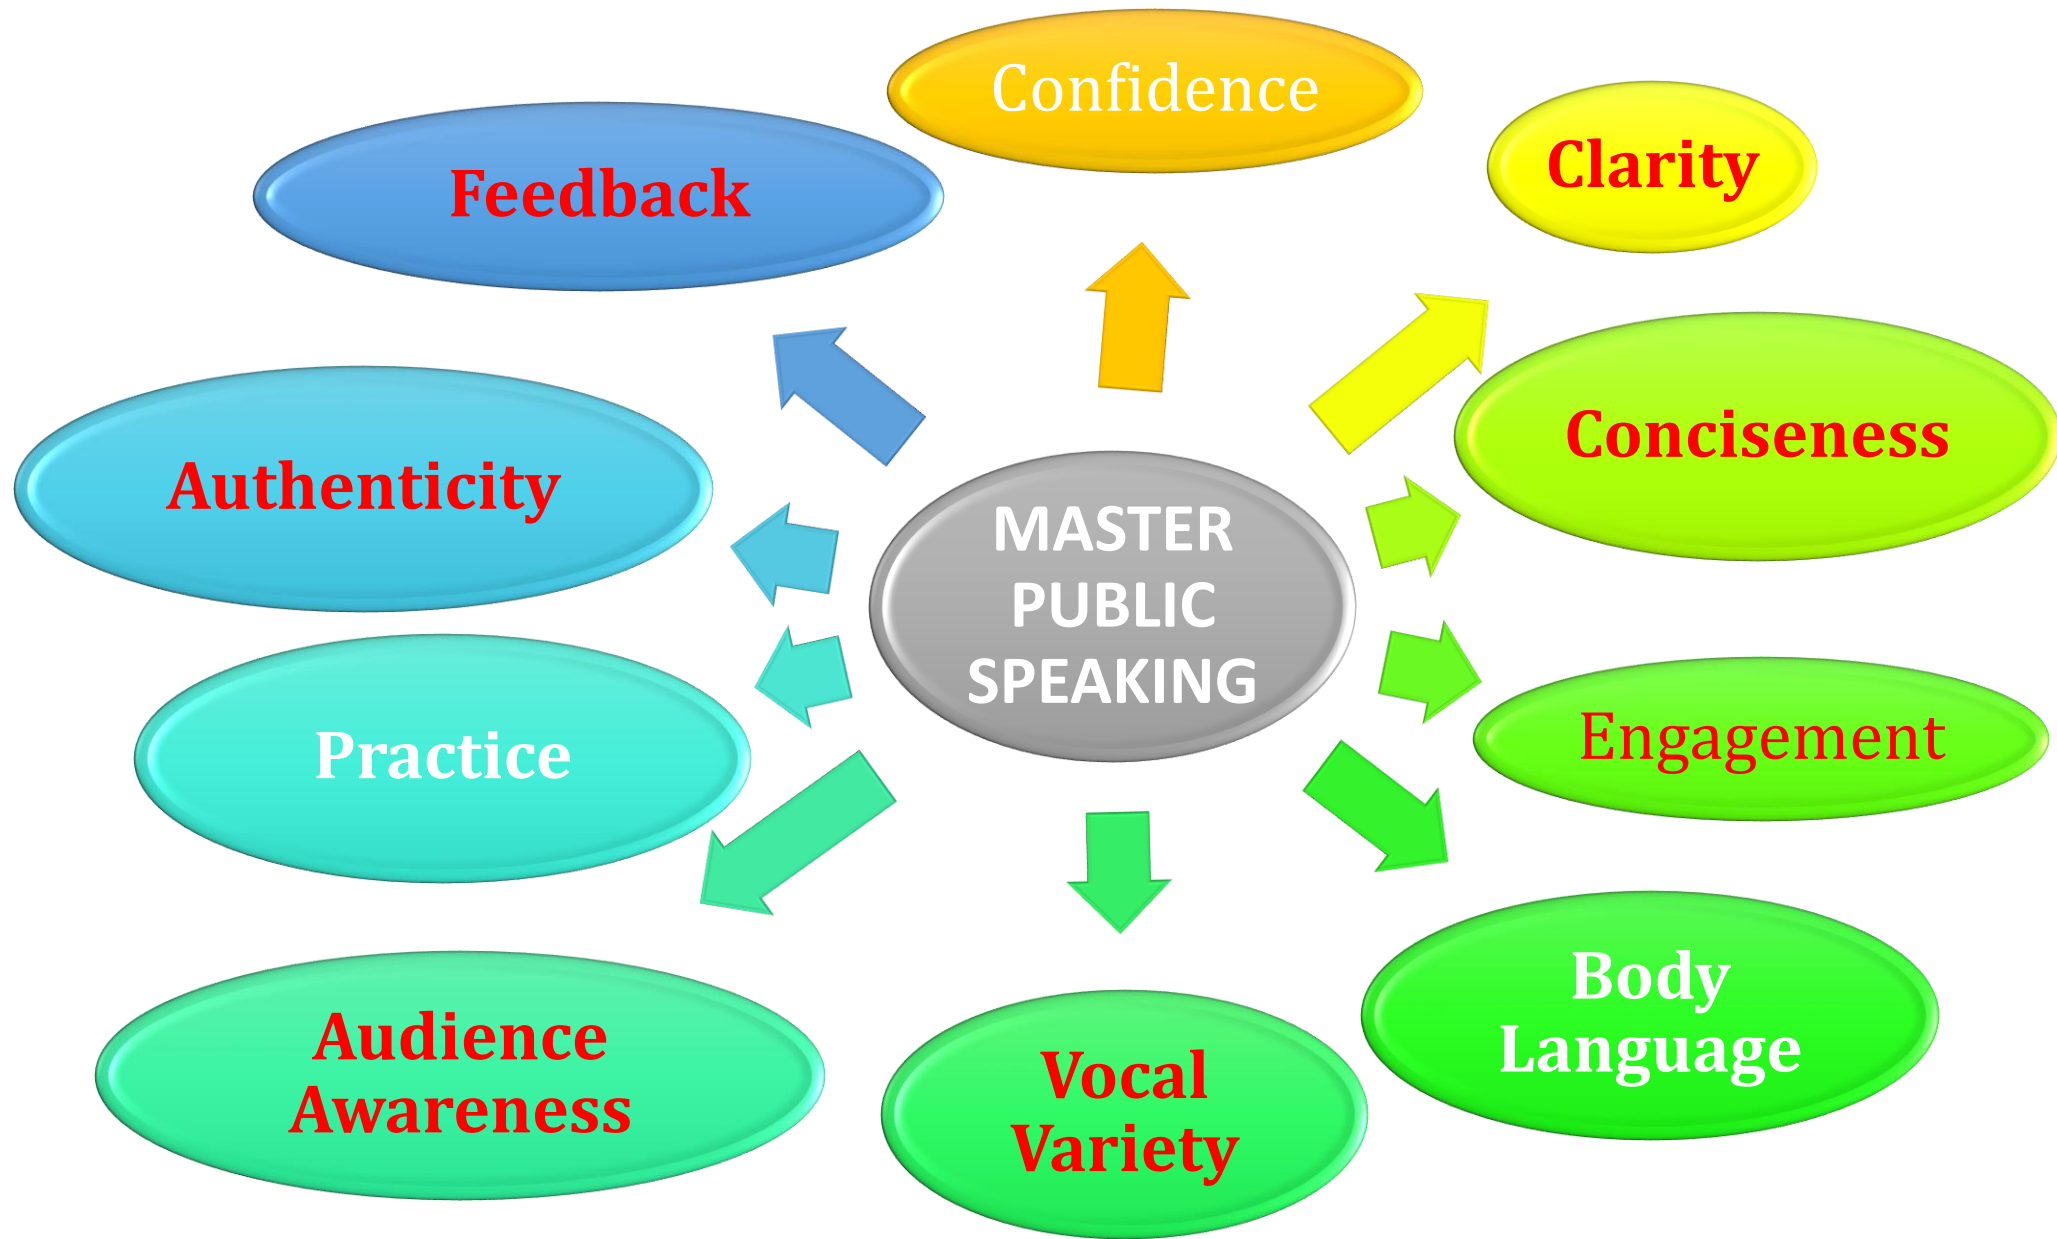 Confidence
Clarity
Feedback
Conciseness
Authenticity
MASTER
PUBLIC
SPEAKING
Engagement
Practice
Body
Language
Audience
Awareness
Vocal
Variety